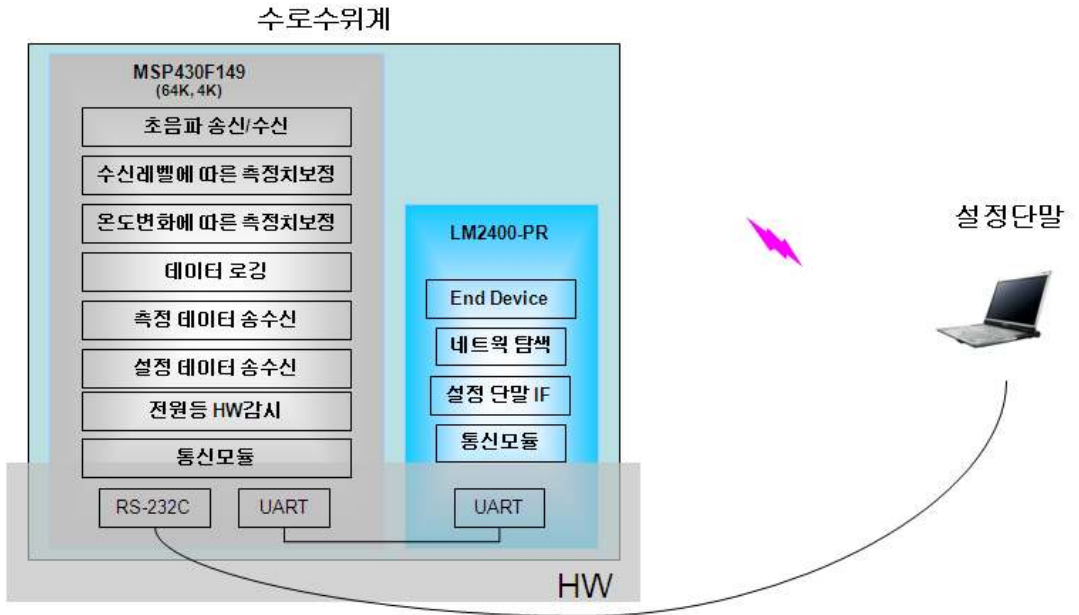 수로수위계
MSP430F149
(64K, 4K)
초음파 송신/수신
수신레벨에 따른 측정치보정
온도변화에 따른 측정치보정
데이터 로깅
측정 데이터 송수신
설정 데이터 송수신
전원등 HW감시
통신모듈
RS-232C
UART
LM2400-PR
End Device
네트웍 탐색
설정 단말 IF
통신모듈
UART
HW
설정단말